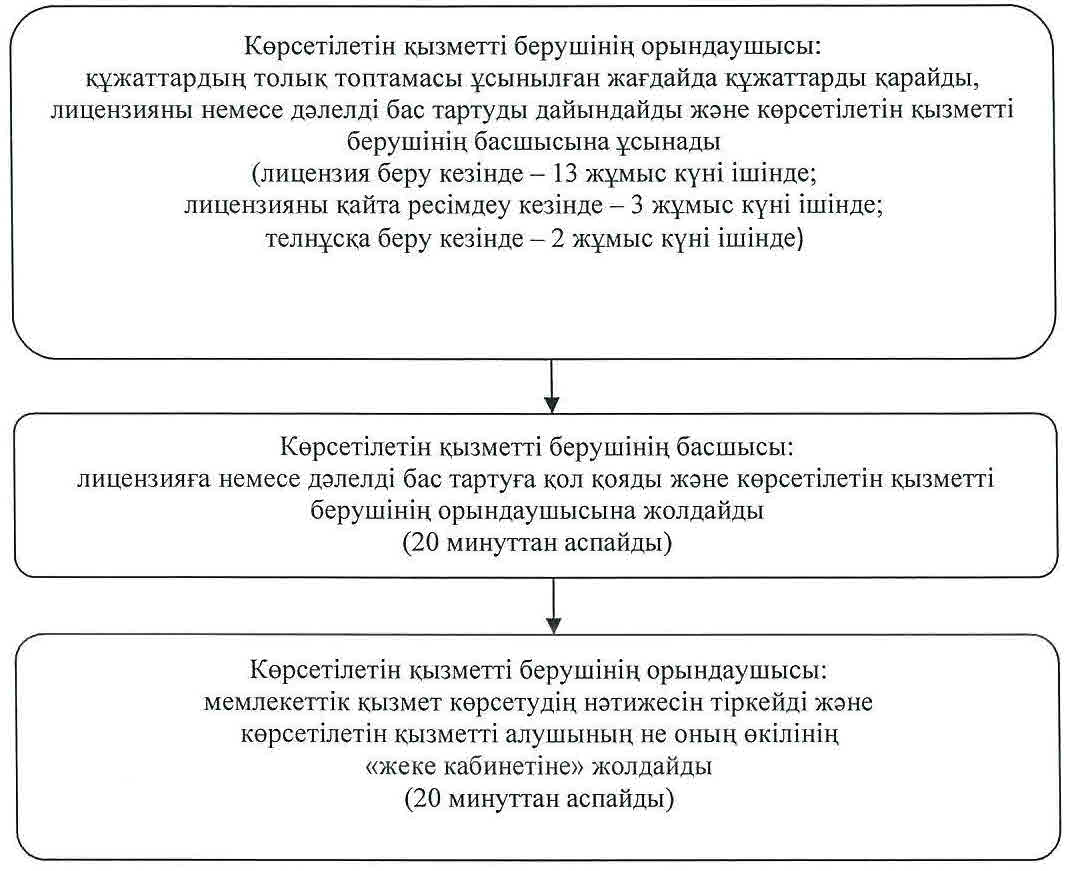 Көрсетілетін қызметті берушінің орындаушысы:
құжаттардың толық топтамасы ұсынылған жағдайда құжаттарды қарайды,
лицензияны немесе дәлелді бас тартуды дайындайды және көрсетілетін қызметті
берушінің басшысына ұсынады
(лицензия беру кезінде – 13 жұмыс күні ішінде;
лицензияны қайта ресімдеу кезінде – 3 жұмыс күні ішінде;
телнұсқа беру кезінде – 2 жұмыс күні ішінде)
Көрсетілетін қызметті берушінің басшысы:
лицензияға немесе дәлелді бас тартуға қол қояды және көрсетілетін қызметті
берушінің орындаушысына жолдайды
(20 минуттан аспайды)
Көрсетілетін қызметті берушінің орындаушысы:
мемлекеттік қызмет көрсетудің нәтижесін тіркейді және
көрсетілетін қызметті алушының не оның өкілінің
«жеке кабинетіне» жолдайды
(20 минуттан аспайды)